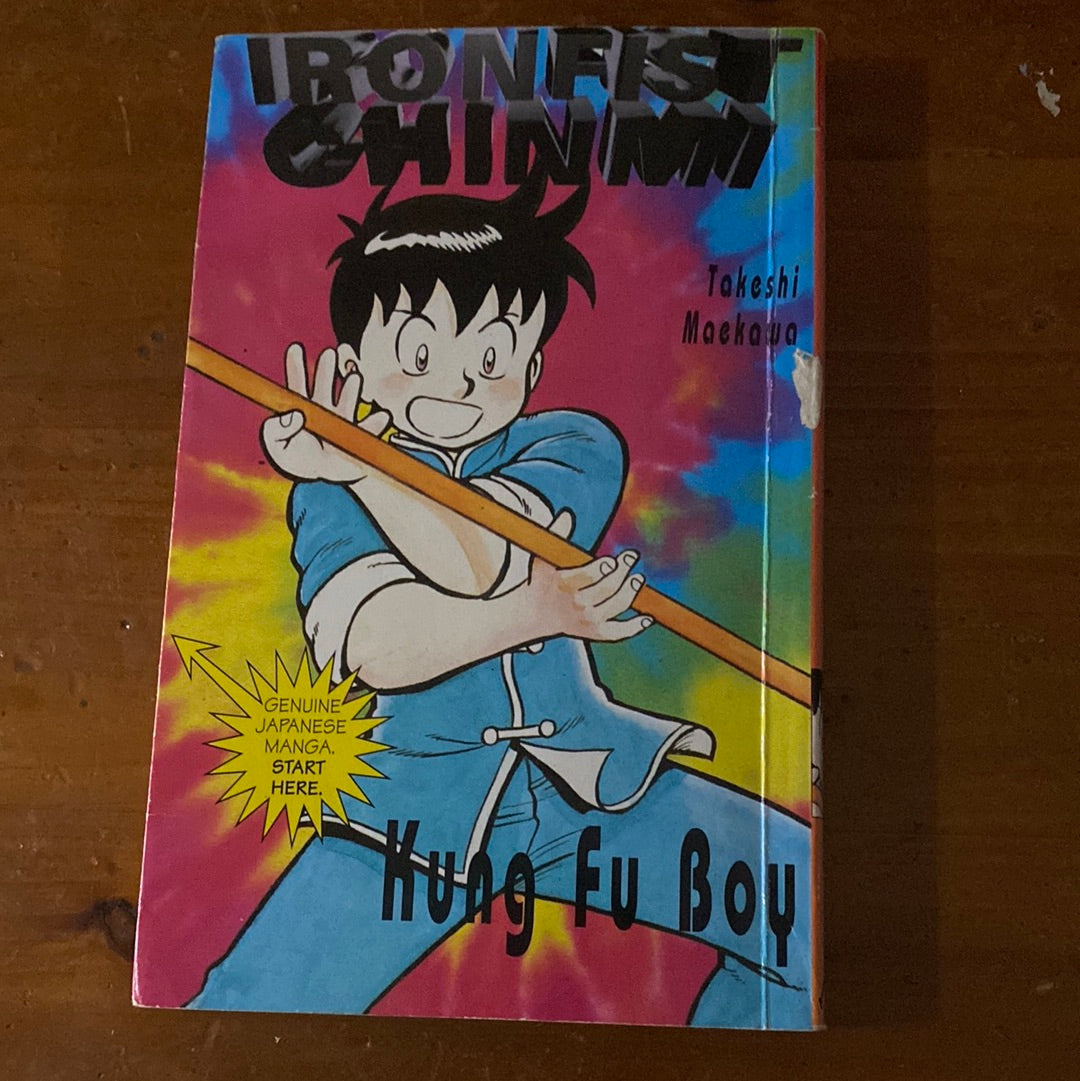 IRONFIST
CHINMI
Takeshi
Maekawa
GENUINE
JAPANESE
MANGA.
START
HERE.
Kung Fu Boy